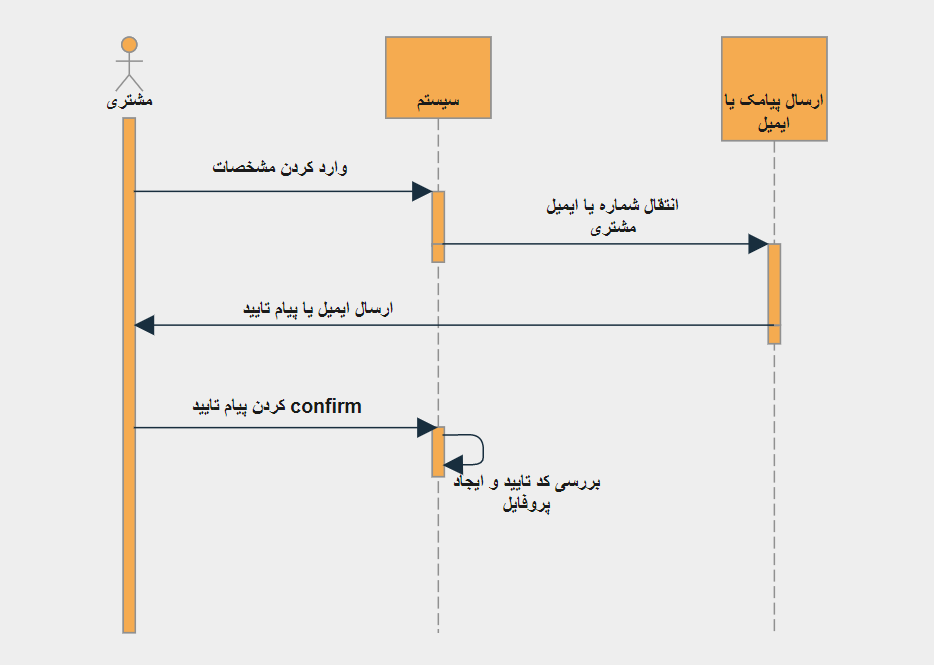 مشتری
سیستم
ارسال پیامک یا
ایمیل
وارد کردن مشخصات
انتقال شماره یا ایمیل
مشتری
ارسال ایمیل یا پیام تایید
confirm کردن پیام تایید
بررسی کد تایید و ایجاد
پروفایل